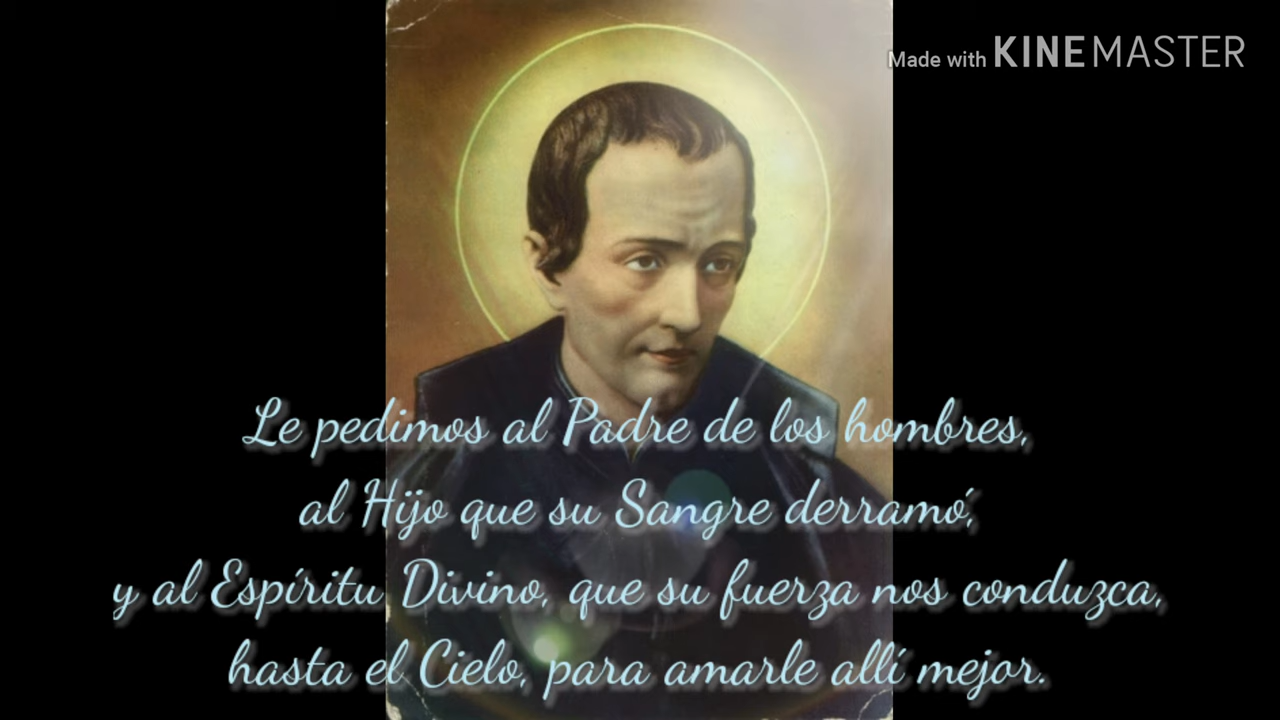 Made with KINEMASTER
Le pedimos al Padre de los hombres,
al Hijo que su Sangre derramó;
y al Espíritu Divino, que su fuerza nos conduzca,
hasta el Cielo, para amarle allí mejor.